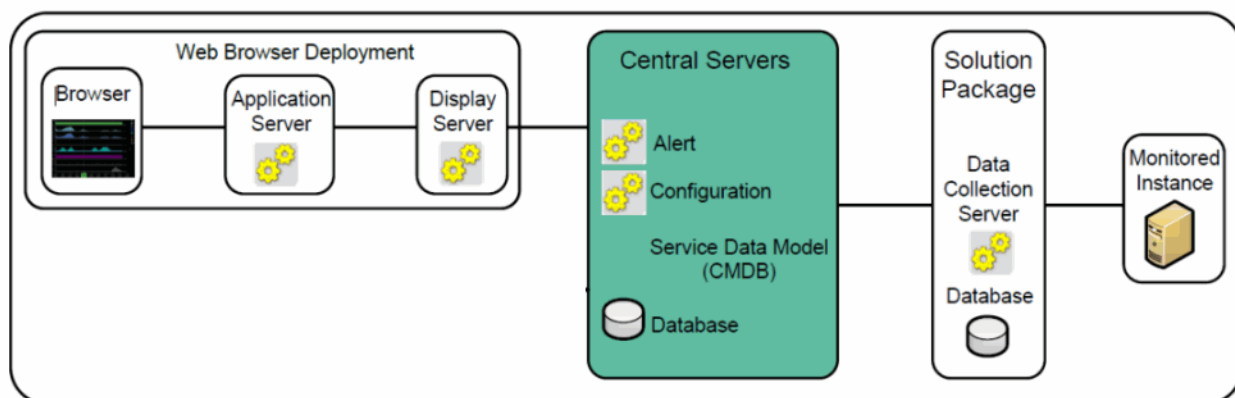 Web Browser Deployment
Browser
Application
Server
Display
Server
Central Servers
Alert
Configuration
Service Data Model
(CMDB)
Database
Solution
Package
Data
Collection
Server
Database
Monitored
Instance